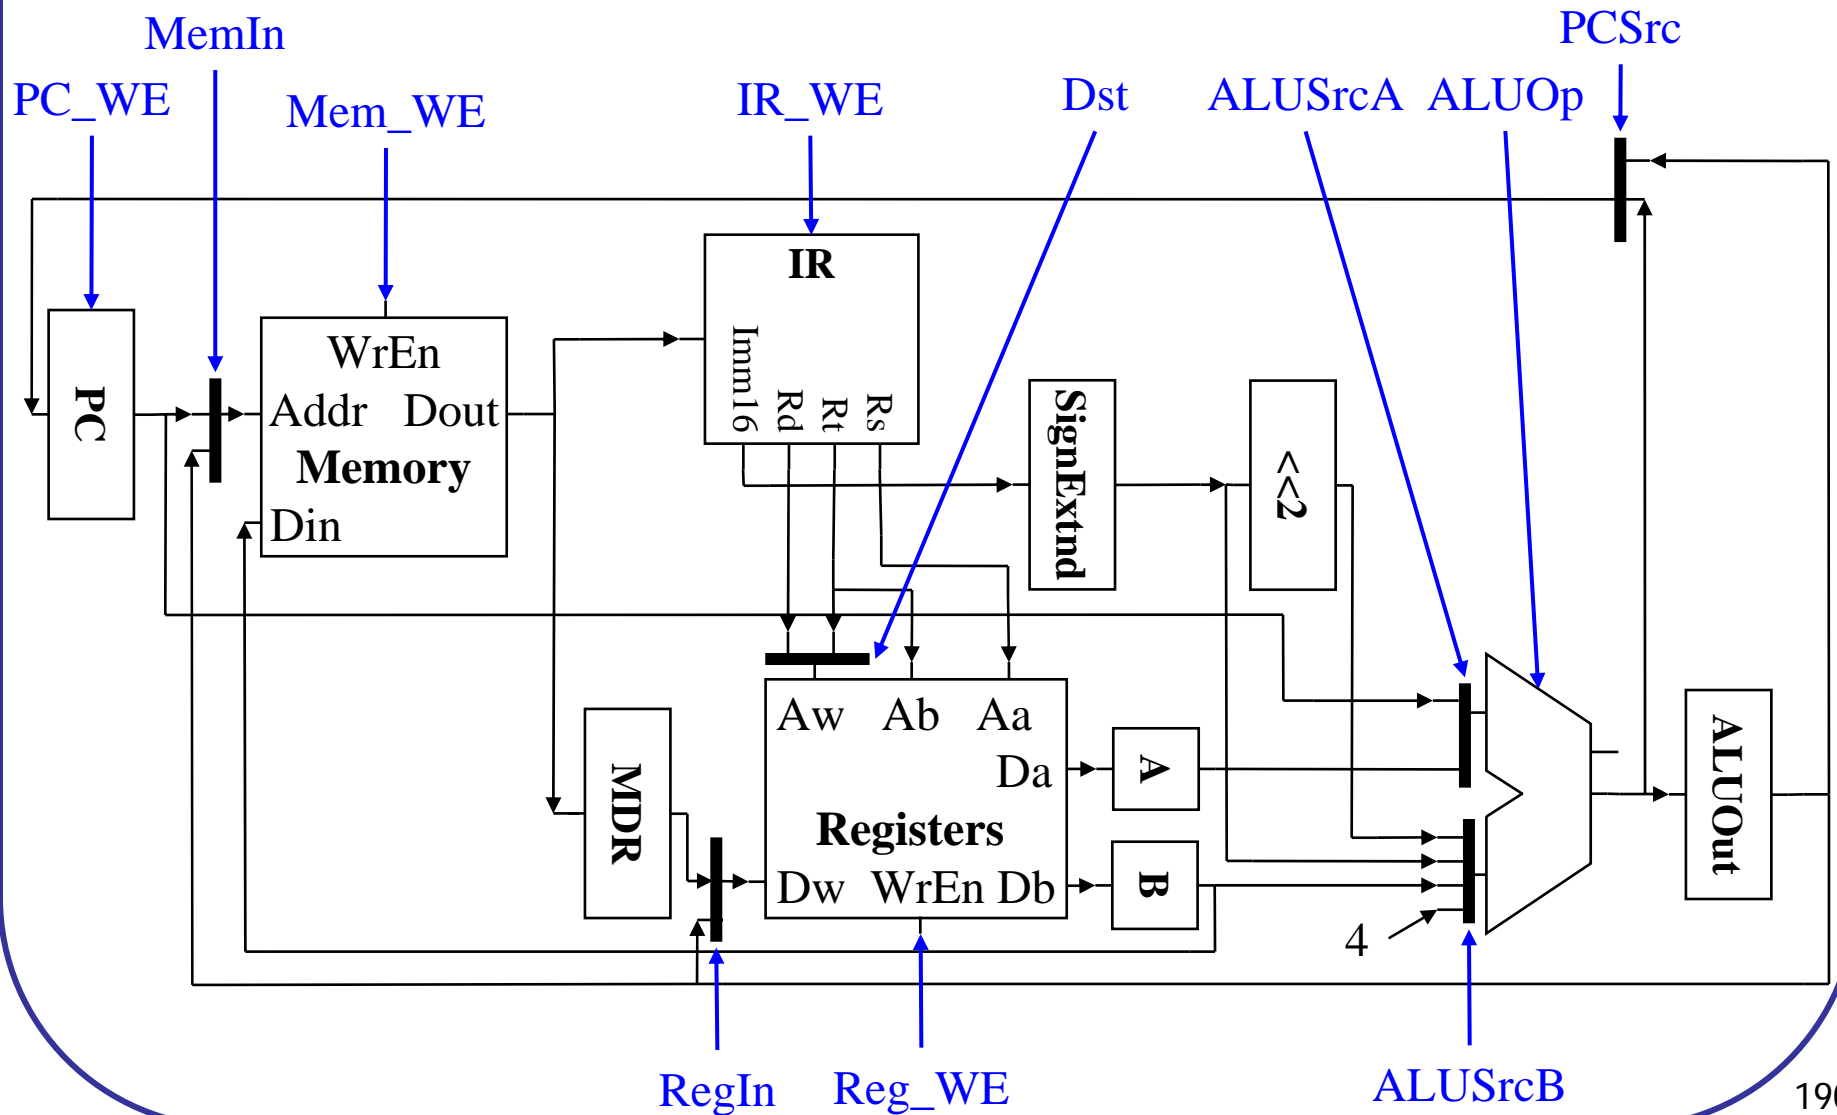 MemIn
PCSrc
PC_WE
Mem_WE
IR_WE
Dst
ALUSrcA
ALUOp
IR
Imm16
Rd
Rt
Rs
PC
WrEn
Addr
Dout
Memory
Din
SignExtnd
<<2
Aw
Ab
Aa
Da
Registers
Dw
WrEn
Db
MDR
A
B
4
ALUOut
RegIn
Reg_WE
ALUSrcB